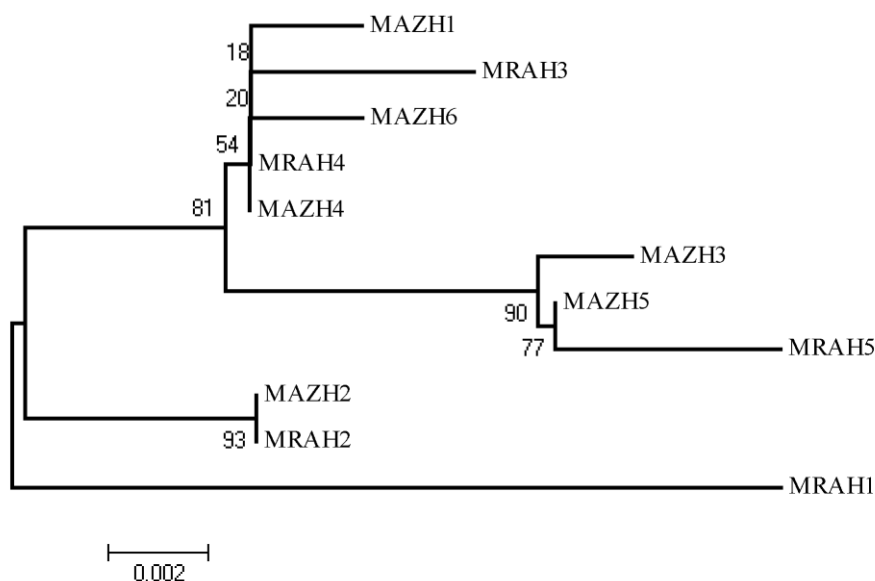 MAZH1
18
MRAH3
20
MAZH6
54
MRAH4
81
MAZH4
MAZH3
MAZH5
90
77
MRAH5
MAZH2
93
MRAH2
MRAH1
0.002